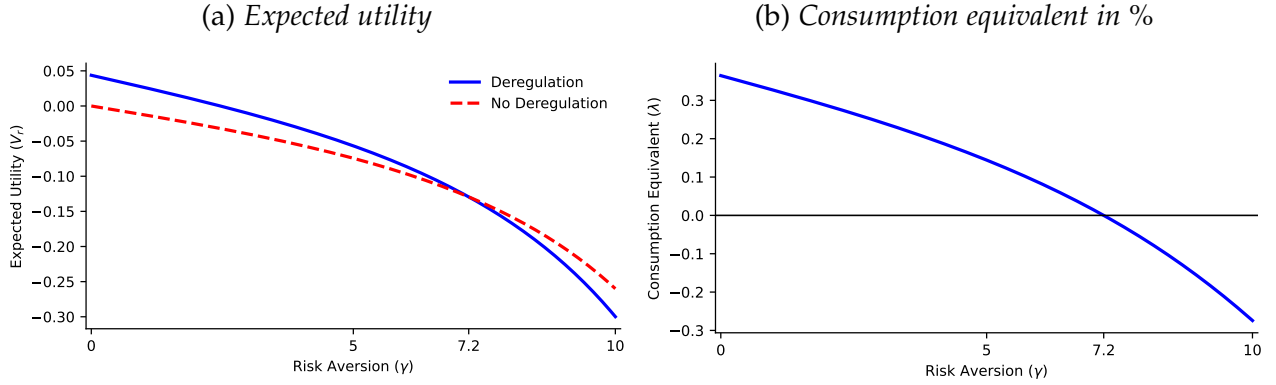 (a) Expected utility
0.05
0.00
−0.05
−0.10
−0.15
−0.20
−0.25
−0.30
Expected Utility (Vᵣ)
Deregulation
No Deregulation
0 5 7.2 10
Risk Aversion (γ)
(b) Consumption equivalent in %
0.3
0.2
0.1
0.0
−0.1
−0.2
−0.3
Consumption Equivalent (λ)
0 5 7.2 10
Risk Aversion (γ)